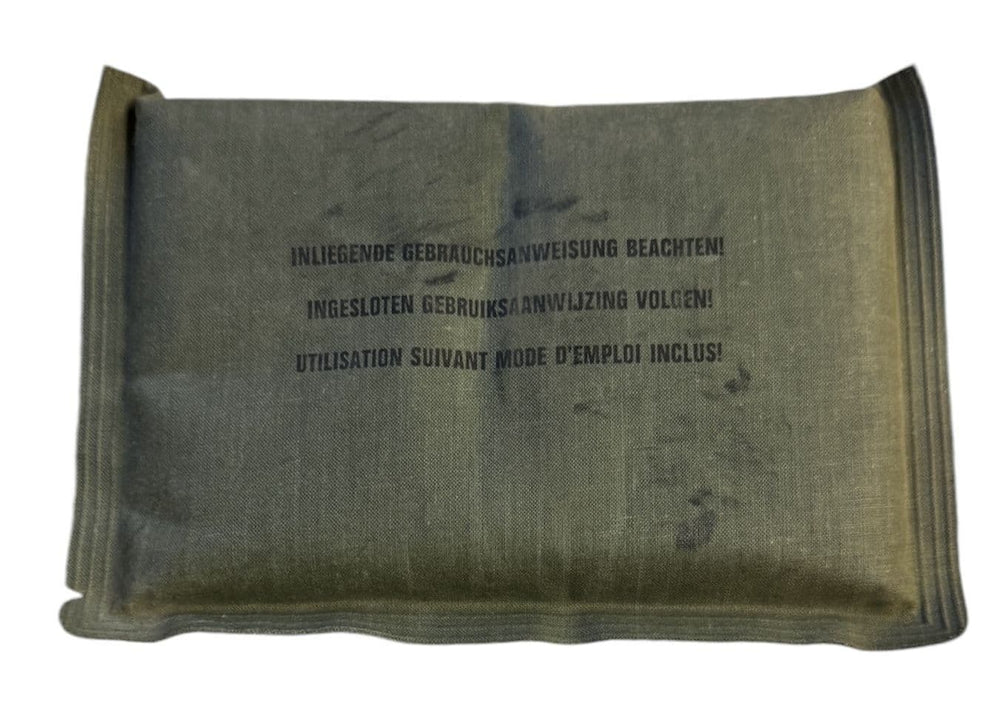 INLIEGENDE GEBRAUCHSANWEISUNG BEACHTEN!
INGESLOTEN GEBRUIKSAANWIJZING VOLGEN!
UTILISATION SUIVANT MODE D'EMPLOI INCLUS!